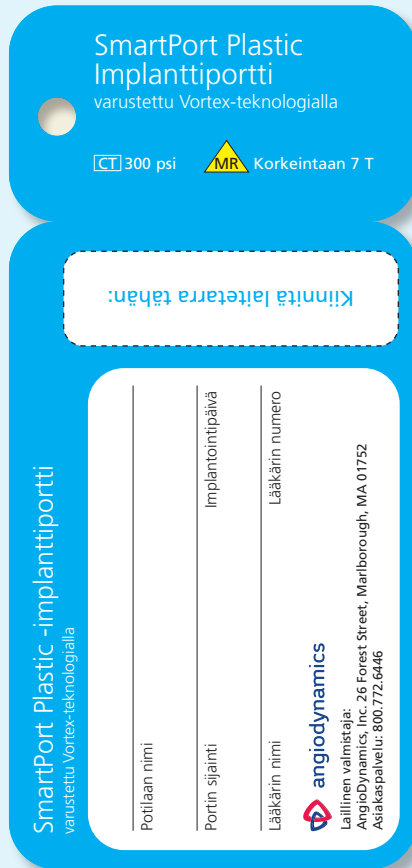 SmartPort Plastic
Implanttiportti
varustettu Vortex-teknologialla
CT 300 psi
MR Korkeintaan 7 T
Kiinnitä laitetarra tähän:
SmartPort Plastic -implanttiportti
varustettu Vortex-teknologialla
Potilaan nimi
Portin sijainti Implantointipäivä
Lääkärin nimi Lääkärin numero
angiodynamics
Laillinen valmistaja:
AngioDynamics, Inc. 26 Forest Street, Marlborough, MA 01752
Asiakaspalvelu: 800.772.6446